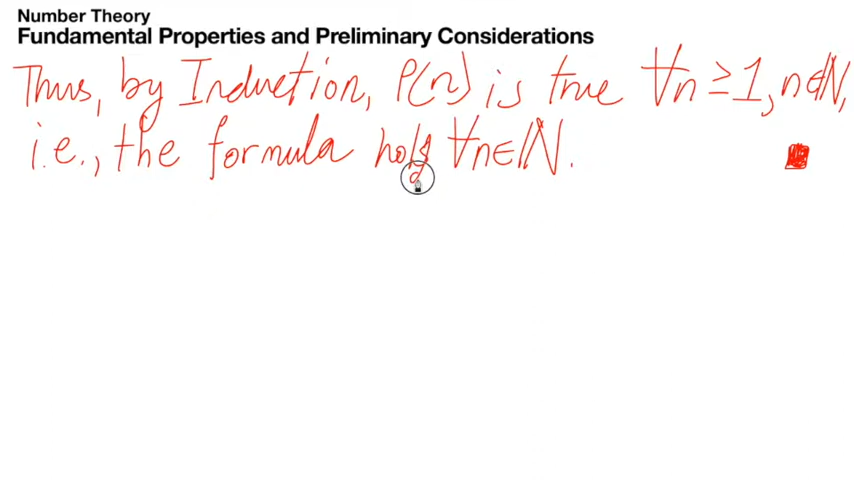 Number Theory
Fundamental Properties and Preliminary Considerations
Thus, by Induction, P(n) is true ∀n ≥ 1, n∈ℕ,
i.e., the formula holds ∀n∈ℕ.